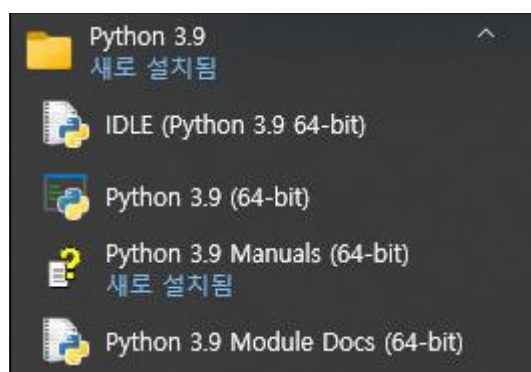 Python 3.9
새로 설치됨
IDLE (Python 3.9 64-bit)
Python 3.9 (64-bit)
Python 3.9 Manuals (64-bit)
새로 설치됨
Python 3.9 Module Docs (64-bit)